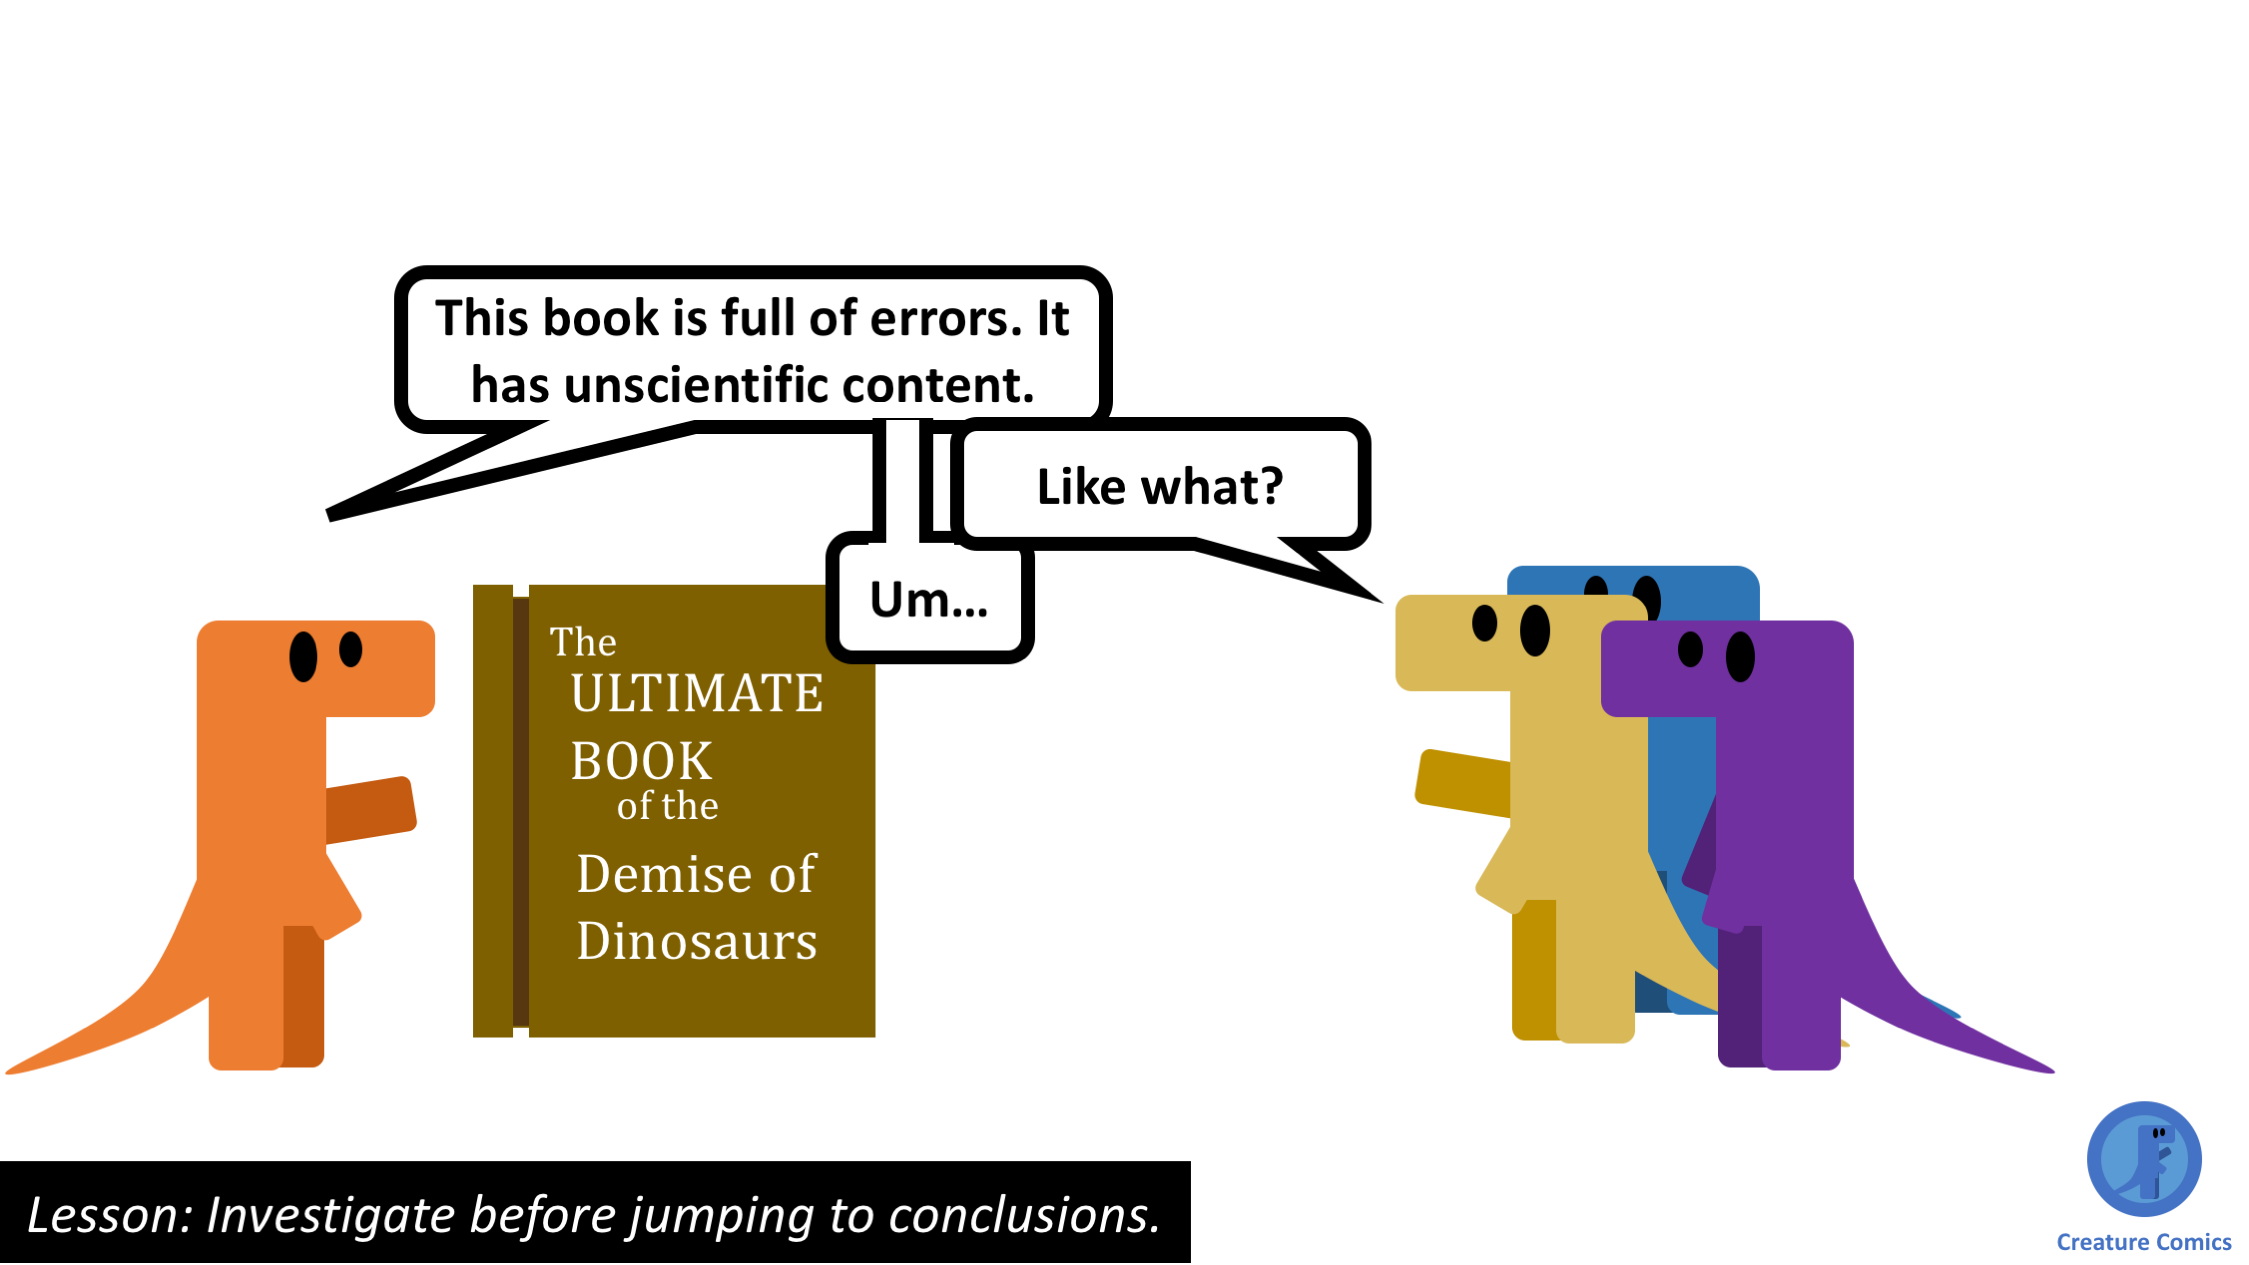 This book is full of errors. It
has unscientific content.
Like what?
Um...
The
ULTIMATE
BOOK
of the
Demise of
Dinosaurs
Lesson: Investigate before jumping to conclusions.
Creature Comics